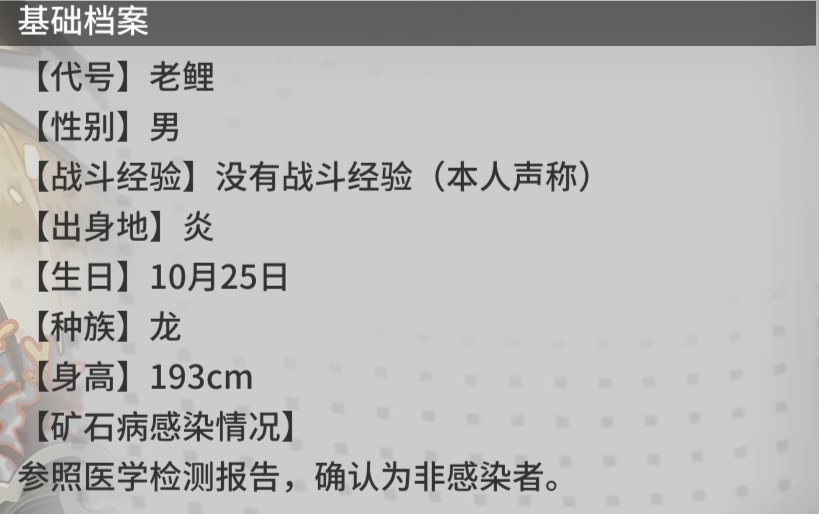 基础档案
【代号】老鲤
【性别】男
【战斗经验】没有战斗经验（本人声称）
【出身地】炎
【生日】10月25日
【种族】龙
【身高】193cm
【矿石病感染情况】
参照医学检测报告，确认为非感染者。